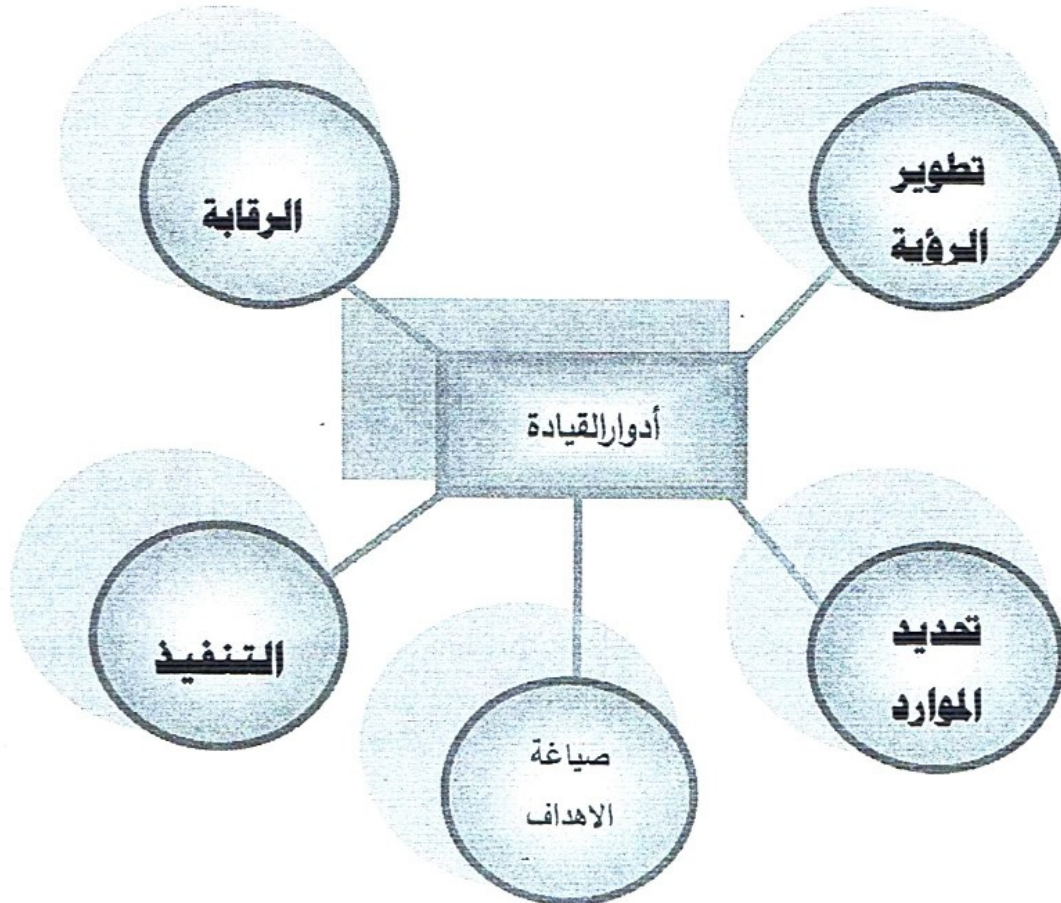 تطوير
الرؤية
الرقابة
أدوارالقيادة
تحديد
الموارد
التنفيذ
صياغة
الاهداف